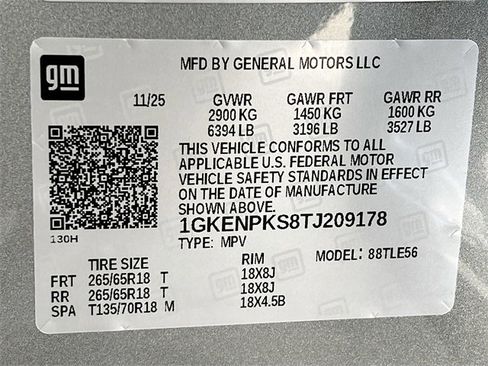 gm
MFD BY GENERAL MOTORS LLC
11/25 GVWR GAWR FRT GAWR RR
2900 KG 1450 KG 1600 KG
6394 LB 3196 LB 3527 LB
THIS VEHICLE CONFORMS TO ALL
APPLICABLE U.S. FEDERAL MOTOR
VEHICLE SAFETY STANDARDS IN EFFECT
ON THE DATE OF MANUFACTURE
SHOWN ABOVE.
130H
1GKENPKS8TJ209178
TYPE: MPV MODEL: 88TLE56
TIRE SIZE RIM
FRT 265/65R18 T 18X8J
RR 265/65R18 T 18X8J
SPA T135/70R18 M 18X4.5B